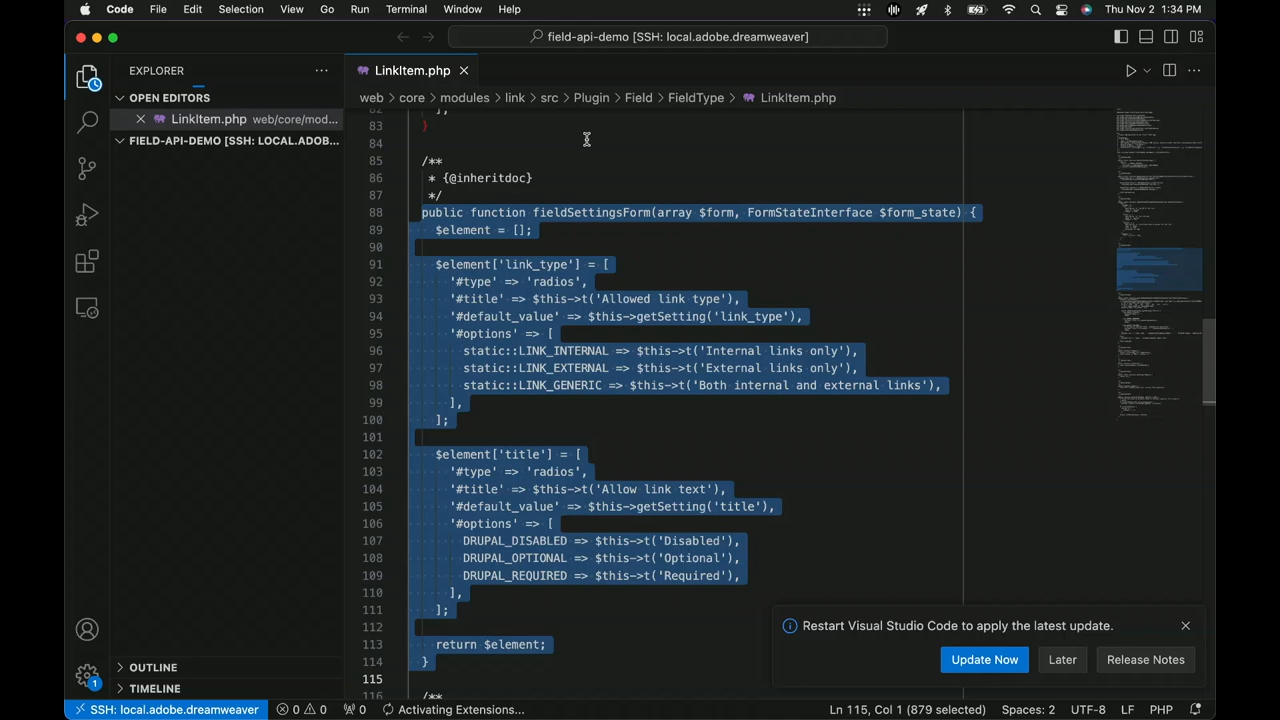 Code File Edit Selection View Go Run Terminal Window Help Thu Nov 2 1:34 PM
field-api-demo [SSH: local.adobe.dreamweaver]
EXPLORER
OPEN EDITORS
LinkItem.php web/core/mod...
FIELD-API-DEMO [SSH: LOCAL.ADOB...
OUTLINE
TIMELINE
LinkItem.php
web > core > modules > link > src > Plugin > Field > FieldType > LinkItem.php
82 ];
83 }
84
85 /**
86 * {inheritdoc}
87 */
88 public function fieldSettingsForm(array $form, FormStateInterface $form_state) {
89 $element = [];
90
91 $element['link_type'] = [
92 '#type' => 'radios',
93 '#title' => $this->t('Allowed link type'),
94 '#default_value' => $this->getSetting('link_type'),
95 '#options' => [
96 static::LINK_INTERNAL => $this->t('Internal links only'),
97 static::LINK_EXTERNAL => $this->t('External links only'),
98 static::LINK_GENERIC => $this->t('Both internal and external links'),
99 ],
100 ];
101
102 $element['title'] = [
103 '#type' => 'radios',
104 '#title' => $this->t('Allow link text'),
105 '#default_value' => $this->getSetting('title'),
106 '#options' => [
107 DRUPAL_DISABLED => $this->t('Disabled'),
108 DRUPAL_OPTIONAL => $this->t('Optional'),
109 DRUPAL_REQUIRED => $this->t('Required'),
110 ],
111 ];
112
113 return $element;
114 }
115
116 /**
Restart Visual Studio Code to apply the latest update.
Update Now Later Release Notes
1
SSH: local.adobe.dreamweaver 0 0 0 Activating Extensions... Ln 115, Col 1 (879 selected) Spaces: 2 UTF-8 LF PHP